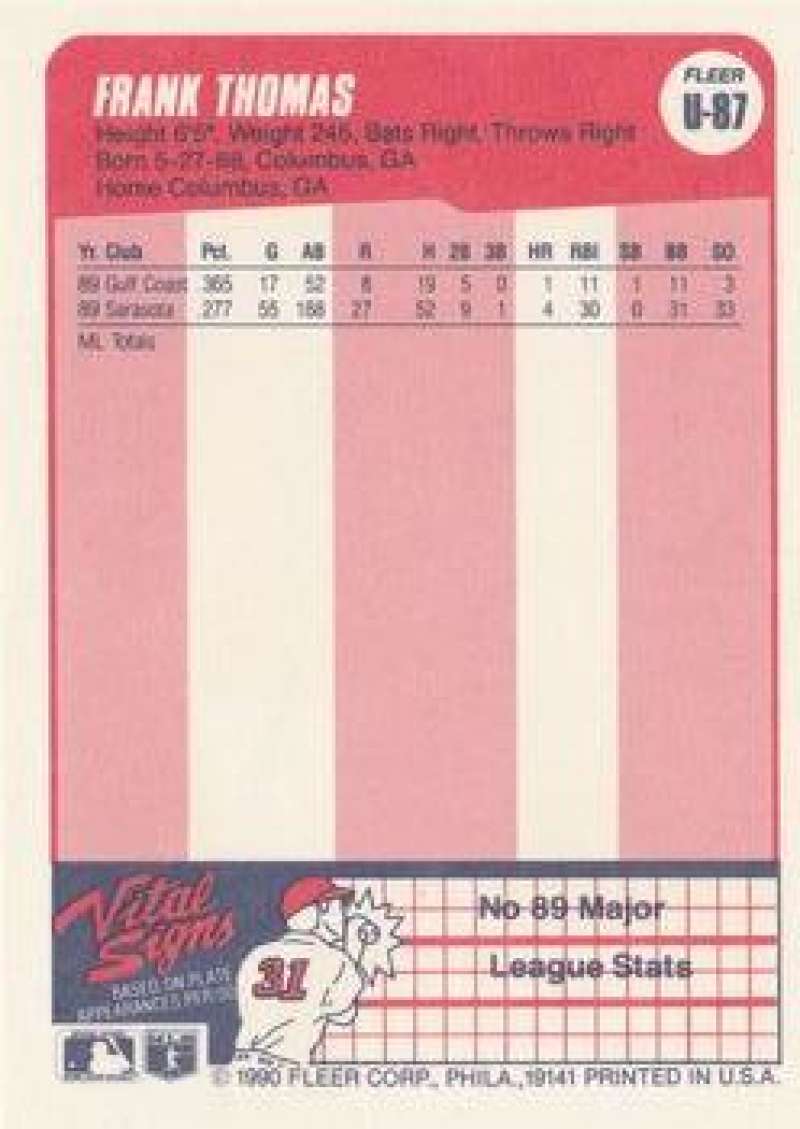 FRANK THOMAS
FLEER
U-87
Height 6'5", Weight 245, Bats Right, Throws Right
Born 5-27-68, Columbus, GA
Home Columbus, GA
Yr. Club Pct. G AB R H 2B 3B HR RBI SB BB SO
89 Gulf Coast 365 17 52 8 19 5 0 1 11 1 11 3
89 Sarasota 277 55 188 27 52 9 1 4 30 0 31 33
ML Totals
Vital
Signs
BASED ON PLATE
APPEARANCES PER
31
No 89 Major
League Stats
© 1990 FLEER CORP., PHILA., 19141 PRINTED IN U.S.A.